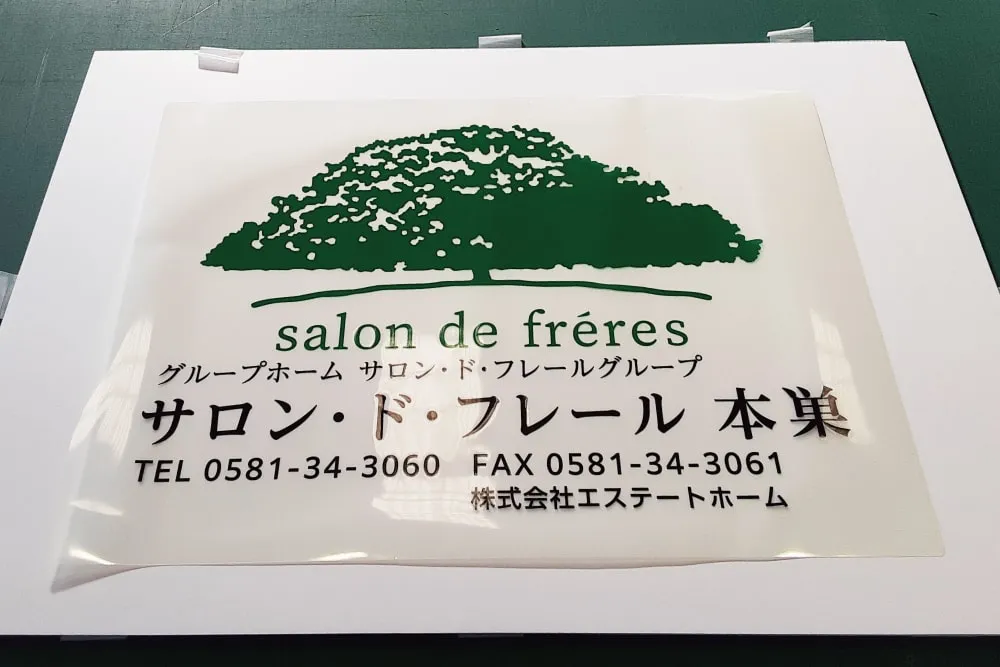 salon de fréres
グループホーム サロン・ド・フレールグループ
サロン・ド・フレール 本巣
TEL 0581-34-3060 FAX 0581-34-3061
株式会社エステートホーム